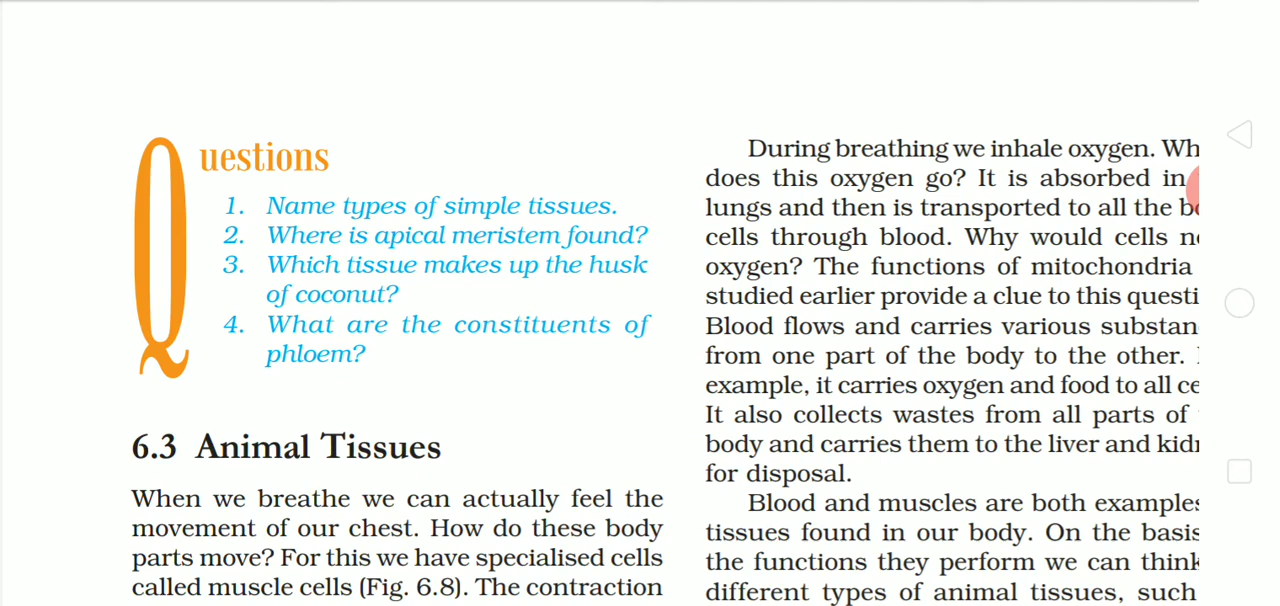 Questions
1. Name types of simple tissues.
2. Where is apical meristem found?
3. Which tissue makes up the husk
of coconut?
4. What are the constituents of
phloem?
6.3 Animal Tissues
When we breathe we can actually feel the
movement of our chest. How do these body
parts move? For this we have specialised cells
called muscle cells (Fig. 6.8). The contraction
During breathing we inhale oxygen.
does this oxygen go? It is absorbed in
lungs and then is transported to all the
cells through blood. Why would cells
oxygen? The functions of mitochondria
studied earlier provide a clue to this
Blood flows and carries various
from one part of the body to the other.
example, it carries oxygen and food to all
It also collects wastes from all parts of
body and carries them to the liver and
for disposal.
Blood and muscles are both examples
tissues found in our body. On the basis
the functions they perform we can think
different types of animal tissues, such